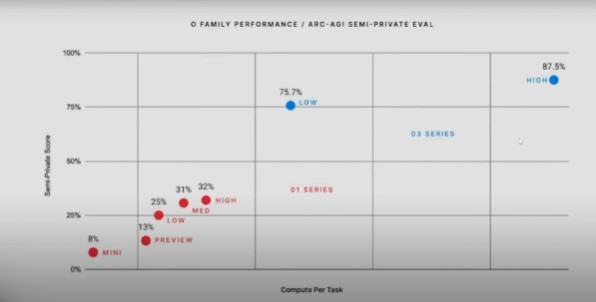 O FAMILY PERFORMANCE / ARC-AGI SEMI-PRIVATE EVAL
100%
87.5%
HIGH
75.7%
LOW
75%
O3 SERIES
Semi-Private Score
50%
31% 32%
O1 SERIES
25%
HIGH
MED
LOW
25%
13%
PREVIEW
8%
MINI
0%
Compute Per Task